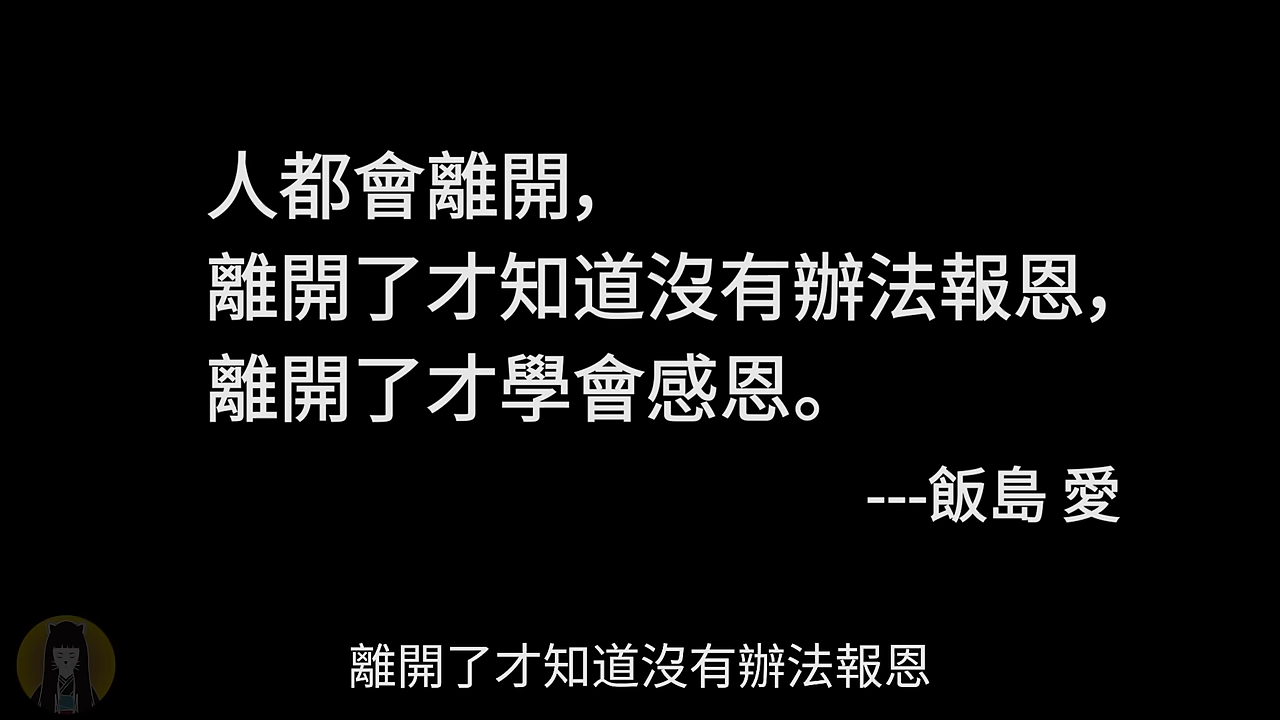 人都會離開，
離開了才知道沒有辦法報恩，
離開了才學會感恩。
---飯島 愛
離開了才知道沒有辦法報恩